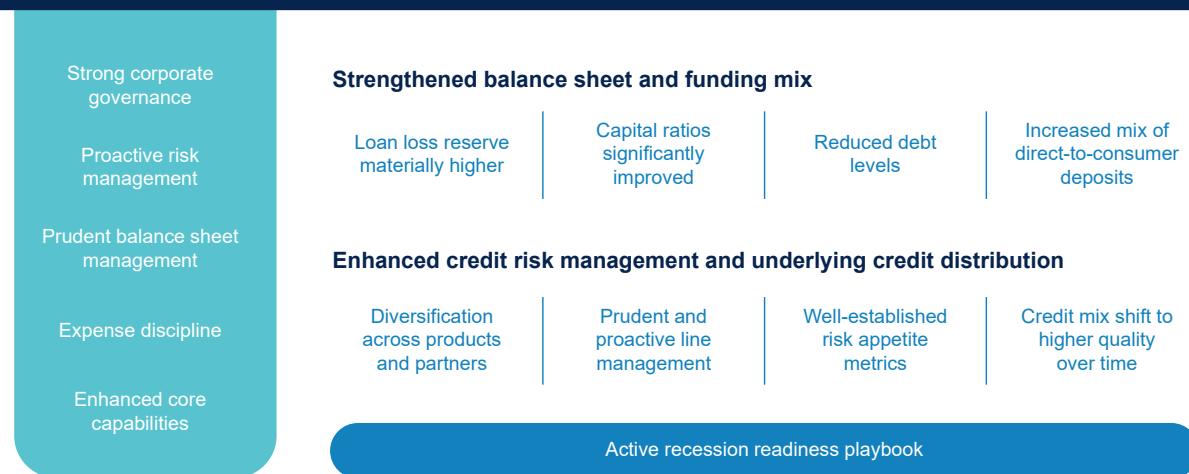 Strong corporate
governance
Proactive risk
management
Prudent balance sheet
management
Expense discipline
Enhanced core
capabilities
Strengthened balance sheet and funding mix
Loan loss reserve
materially higher
Capital ratios
significantly
improved
Reduced debt
levels
Increased mix of
direct-to-consumer
deposits
Enhanced credit risk management and underlying credit distribution
Diversification
across products
and partners
Prudent and
proactive line
management
Well-established
risk appetite
metrics
Credit mix shift to
higher quality
over time
Active recession readiness playbook